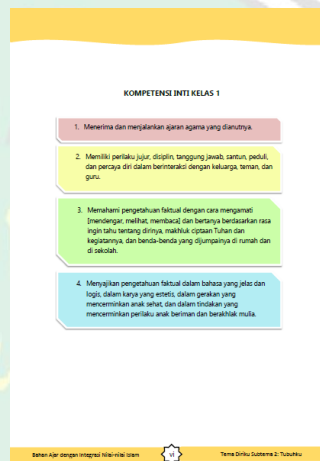 KOMPETENSI INTI KELAS 1
1. Menerima dan menjalankan ajaran agama yang dianutnya.
2. Memiliki perilaku jujur, disiplin, tanggung jawab, santun, peduli,
dan percaya diri dalam berinteraksi dengan keluarga, teman, dan
guru.
3. Memahami pengetahuan faktual dengan cara mengamati
[mendengar, melihat, membaca] dan bertanya berdasarkan rasa
ingin tahu tentang dirinya, makhluk ciptaan Tuhan dan
kegiatannya, dan benda-benda yang dijumpainya di rumah dan
di sekolah.
4. Menyajikan pengetahuan faktual dalam bahasa yang jelas dan
logis, dalam karya yang estetis, dalam gerakan yang
mencerminkan anak sehat, dan dalam tindakan yang
mencerminkan perilaku anak beriman dan berakhlak mulia.
Bahan Ajar dengan Integrasi Nilai-nilai Islam
vi
Tema Diriku Subtema 2: Tubuhku